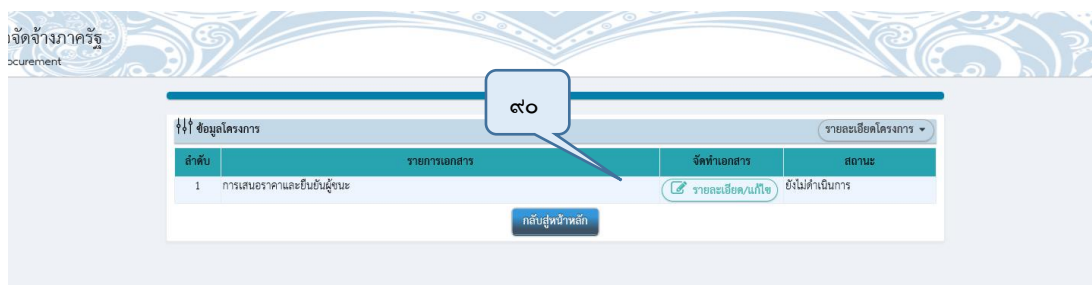 จัดจ้างภาครัฐ
ocurement
๙๐
ข้อมูลโครงการ
รายละเอียดโครงการ
ลำดับ รายการเอกสาร จัดทำเอกสาร สถานะ
1 การเสนอราคาและยืนยันผู้ชนะ รายละเอียด/แก้ไข ยังไม่ดำเนินการ
กลับสู่หน้าหลัก